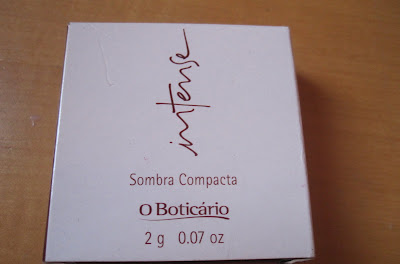 intense
Sombra Compacta
O Boticário
2 g 0.07 oz